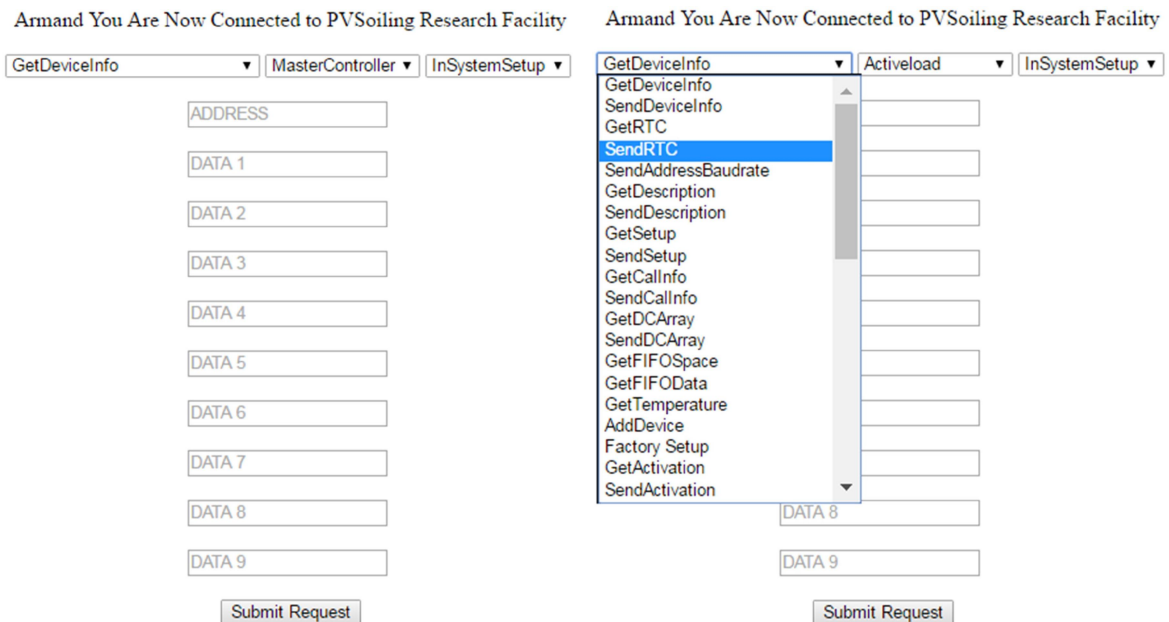 Armand You Are Now Connected to PVSoiling Research Facility
GetDeviceInfo MasterController InSystemSetup
ADDRESS
DATA 1
DATA 2
DATA 3
DATA 4
DATA 5
DATA 6
DATA 7
DATA 8
DATA 9
Submit Request
Armand You Are Now Connected to PVSoiling Research Facility
GetDeviceInfo Activeload InSystemSetup
GetDeviceInfo
SendDeviceInfo
GetRTC
SendRTC
SendAddressBaudrate
GetDescription
SendDescription
GetSetup
SendSetup
GetCallInfo
SendCallInfo
GetDCArray
SendDCArray
GetFIFOSpace
GetFIFOData
GetTemperature
AddDevice
Factory Setup
GetActivation
SendActivation
DATA 8
DATA 9
Submit Request